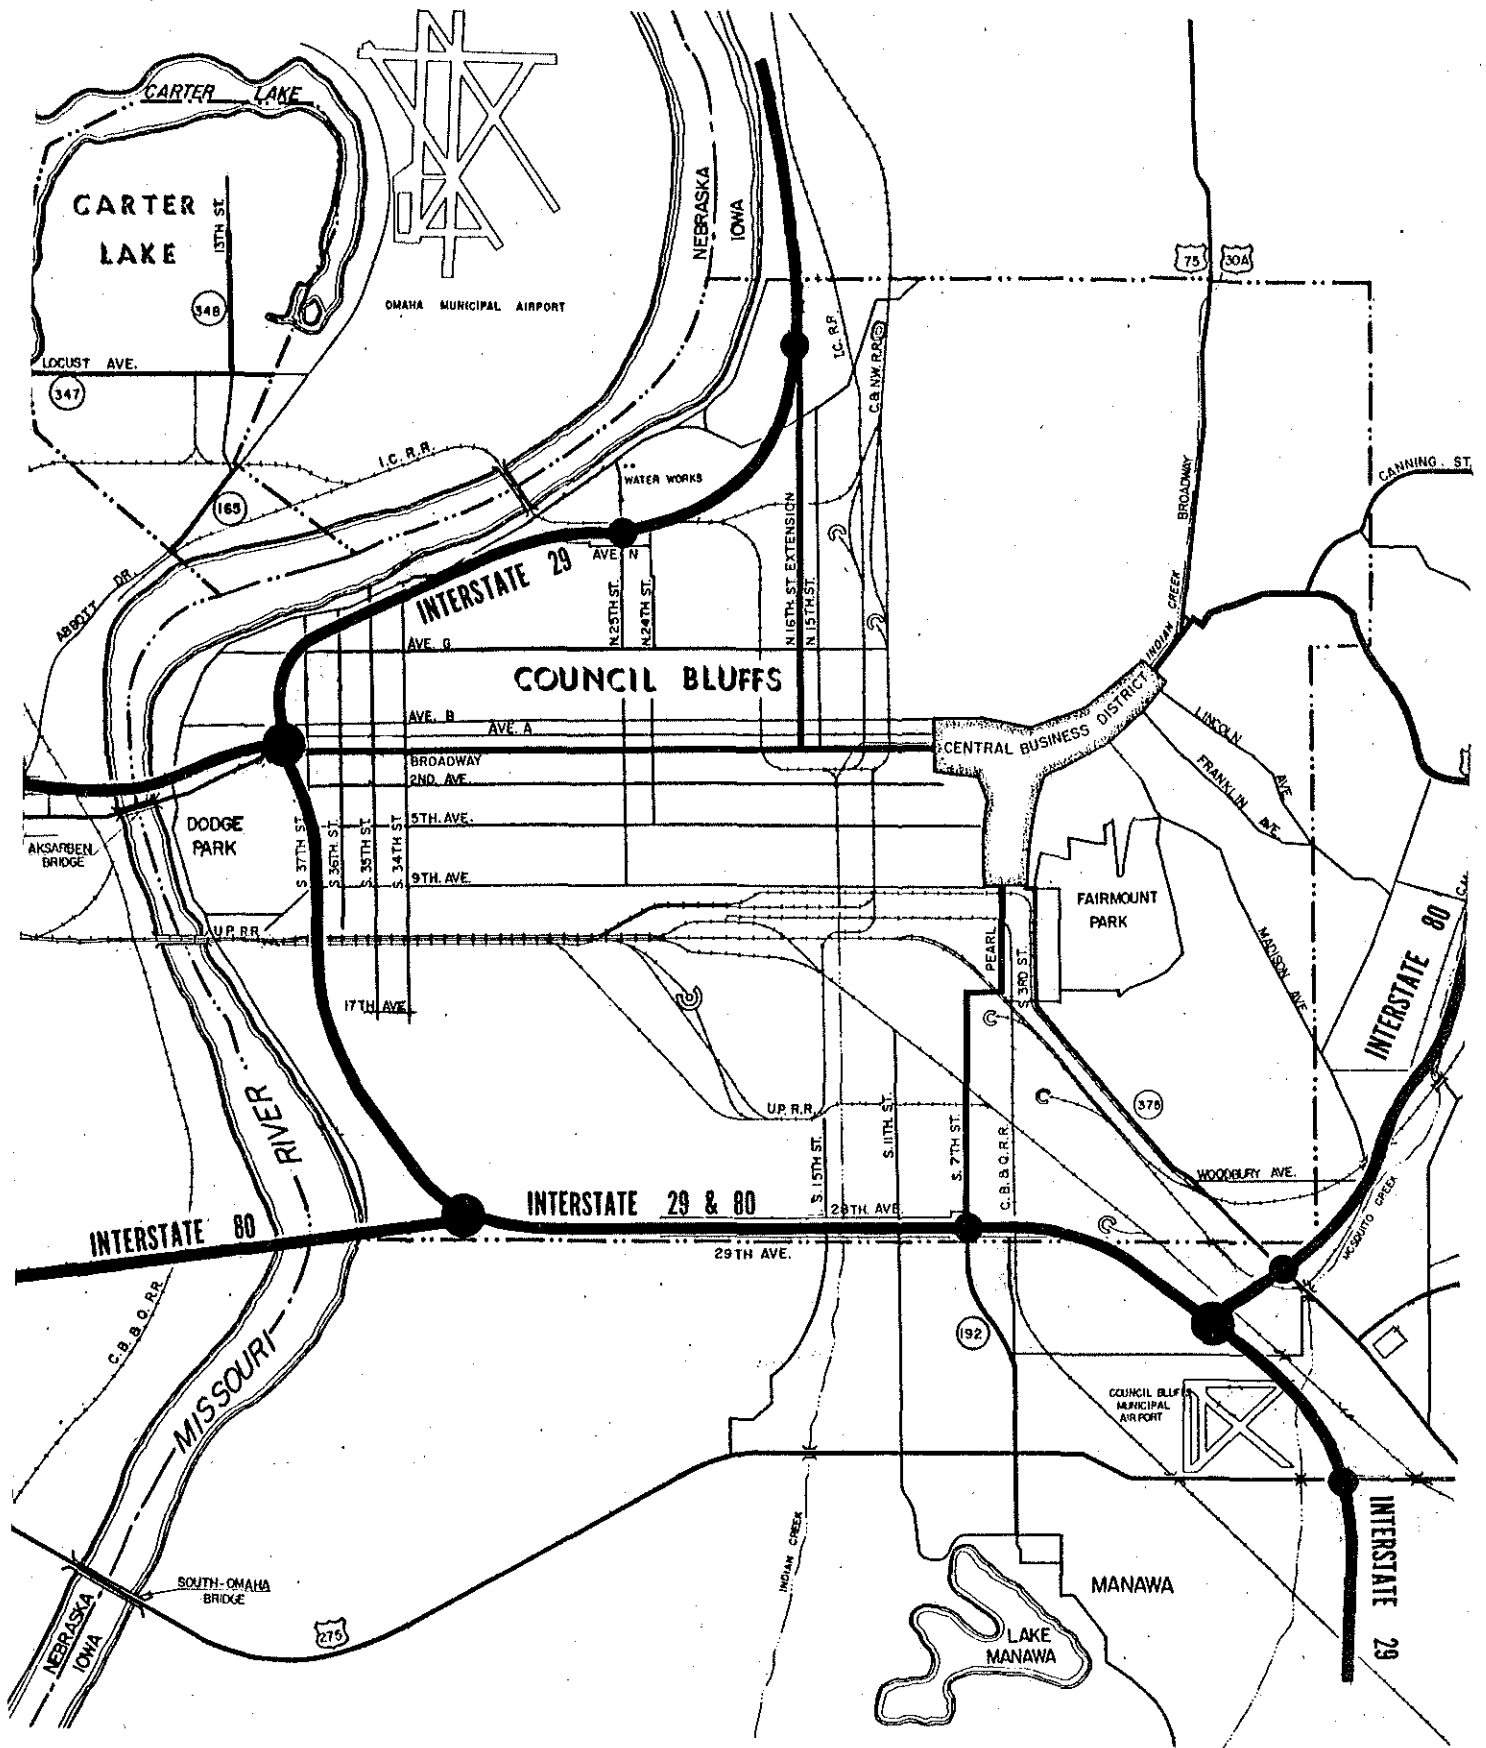 CARTER LAKE
CARTER
LAKE
13TH ST.
348
LOCUST AVE.
347
OMAHA MUNICIPAL AIRPORT
NEBRASKA
IOWA
75
30A
I.C. R.R.
C.& N.W. R.R.
I.C. R.R.
165
WATER WORKS
ABBOTT DR.
INTERSTATE 29
AVE. N
N.25TH ST.
N.24TH ST.
N.16TH ST EXTENSION
N.15TH ST.
BROADWAY
CANNING ST.
INDIAN CREEK
AVE. G
COUNCIL BLUFFS
AVE. B
AVE. A
BROADWAY
2ND. AVE.
5TH. AVE.
9TH. AVE.
17TH AVE.
CENTRAL BUSINESS DISTRICT
LINCOLN AVE
FRANKLIN AVE.
DODGE
PARK
AKSARBEN
BRIDGE
S. 37TH ST.
S. 36TH ST.
S. 35TH ST.
S. 34TH ST
FAIRMOUNT
PARK
U.P. R.R.
PEARL
S. 3RD ST.
MADISON AVE
INTERSTATE 80
375
U.P. R.R.
S. 15TH ST.
S. 11TH ST.
S. 7TH ST.
C. B. & Q. R.R.
WOODBURY AVE.
MOSQUITO CREEK
INTERSTATE 80
INTERSTATE 29 & 80
28TH. AVE
29TH AVE.
MISSOURI RIVER
C. B. & Q. R.R.
192
COUNCIL BLUFFS
MUNICIPAL
AIRPORT
INTERSTATE 29
INDIAN CREEK
SOUTH-OMAHA
BRIDGE
275
NEBRASKA
IOWA
MANAWA
LAKE
MANAWA